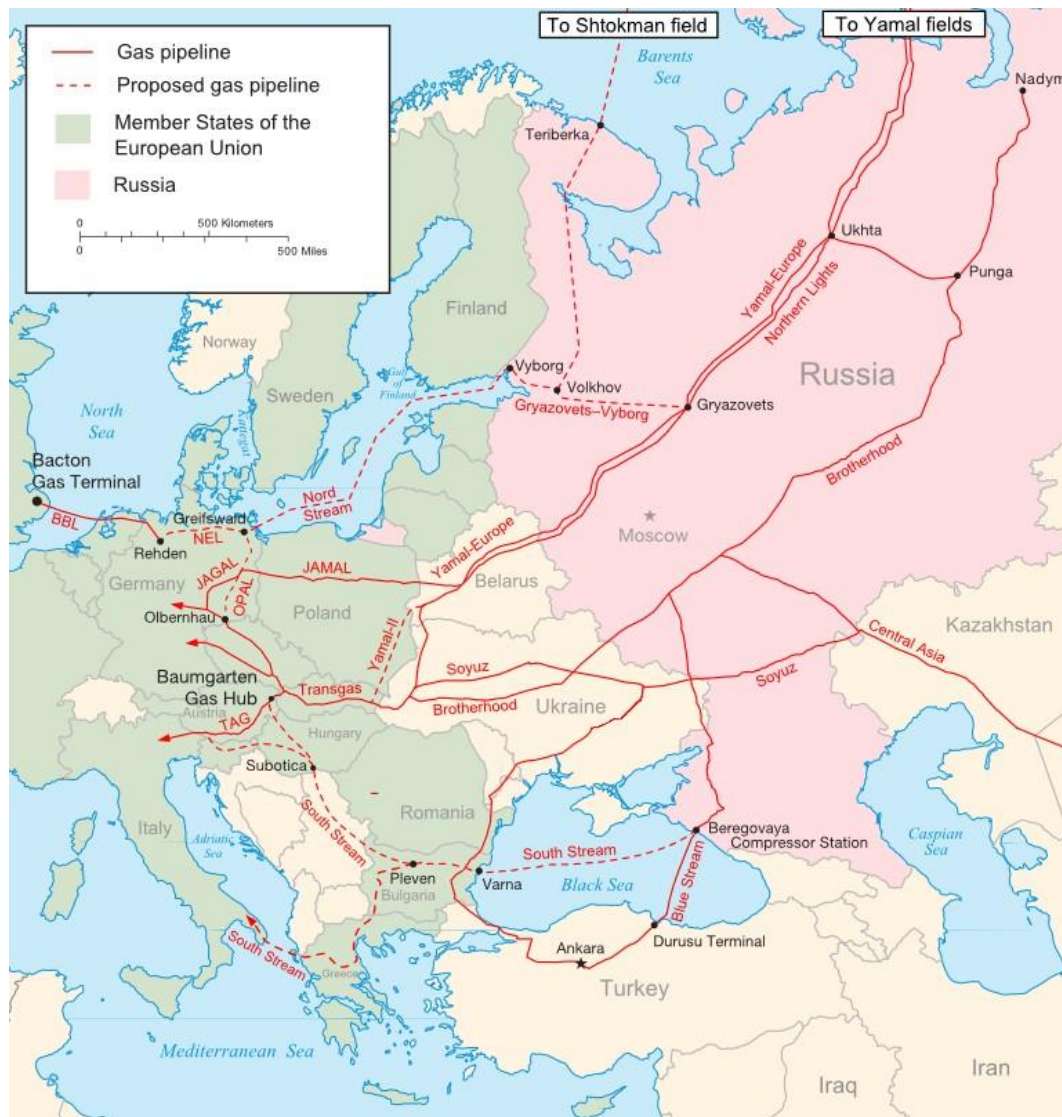 To Shtokman field
To Yamal fields
Gas pipeline
Proposed gas pipeline
Member States of the
European Union
Russia
0
500 Kilometers
0
500 Miles
Barents
Sea
Nadym
Teriberka
Ukhta
Punga
Yamal-Europe
Northern Lights
Finland
Norway
Sweden
Gulf
of
Finland
Vyborg
Volkhov
Gryazovets–Vyborg
Gryazovets
Russia
North
Sea
Kattegat
Brotherhood
Bacton
Gas Terminal
BBL
Nord
Stream
Greifswald
NEL
Rehden
Moscow
Yamal-Europe
Belarus
Germany
JAGAL
OPAL
JAMAL
Poland
Olbernhau
Yamal-II
Kazakhstan
Central Asia
Soyuz
Soyuz
Baumgarten
Gas Hub
Transgas
Brotherhood
Ukraine
Austria
TAG
Hungary
Subotica
Romania
South Stream
Italy
Adriatic
Sea
Pleven
Bulgaria
Varna
South Stream
Beregovaya
Compressor Station
Black Sea
Blue Stream
Caspian
Sea
South Stream
Greece
Ankara
Durusu Terminal
Turkey
Mediterranean Sea
Iraq
Iran